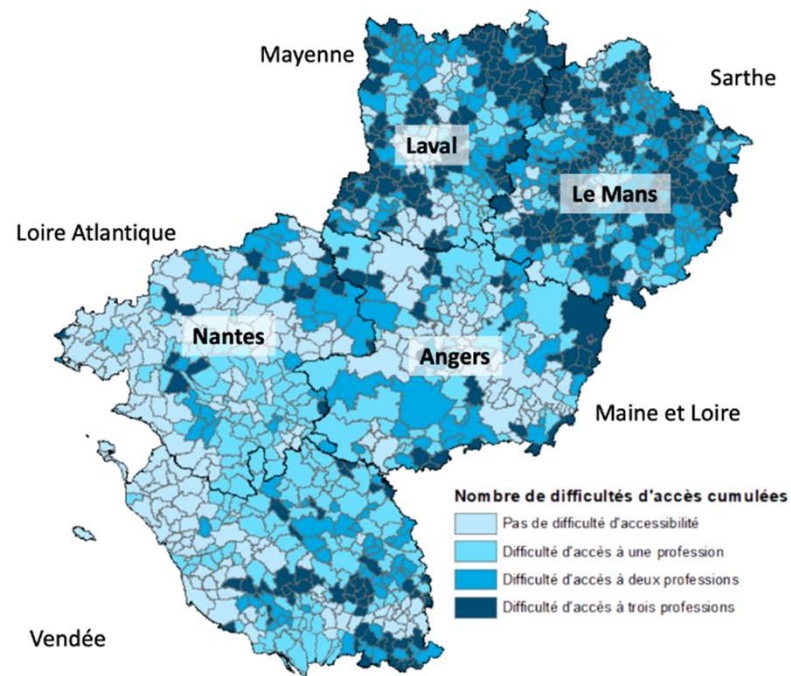 Mayenne
Sarthe
Laval
Le Mans
Loire Atlantique
Nantes
Angers
Maine et Loire
Nombre de difficultés d'accès cumulées
Pas de difficulté d'accessibilité
Difficulté d'accès à une profession
Difficulté d'accès à deux professions
Difficulté d'accès à trois professions
Vendée